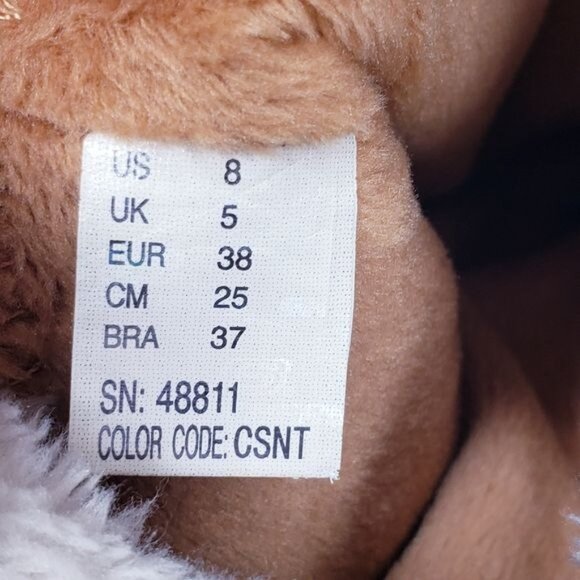 US 8
UK 5
EUR 38
CM 25
BRA 37
SN: 48811
COLOR CODE: CSNT